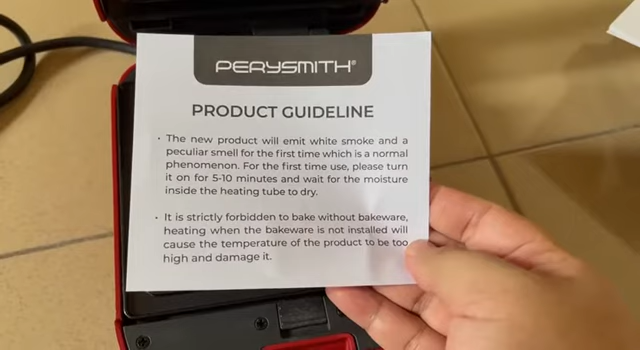 PERYSMITH®
PRODUCT GUIDELINE
· The new product will emit white smoke and a
peculiar smell for the first time which is a normal
phenomenon. For the first time use, please turn
it on for 5-10 minutes and wait for the moisture
inside the heating tube to dry.
· It is strictly forbidden to bake without bakeware,
heating when the bakeware is not installed will
cause the temperature of the product to be too
high and damage it.